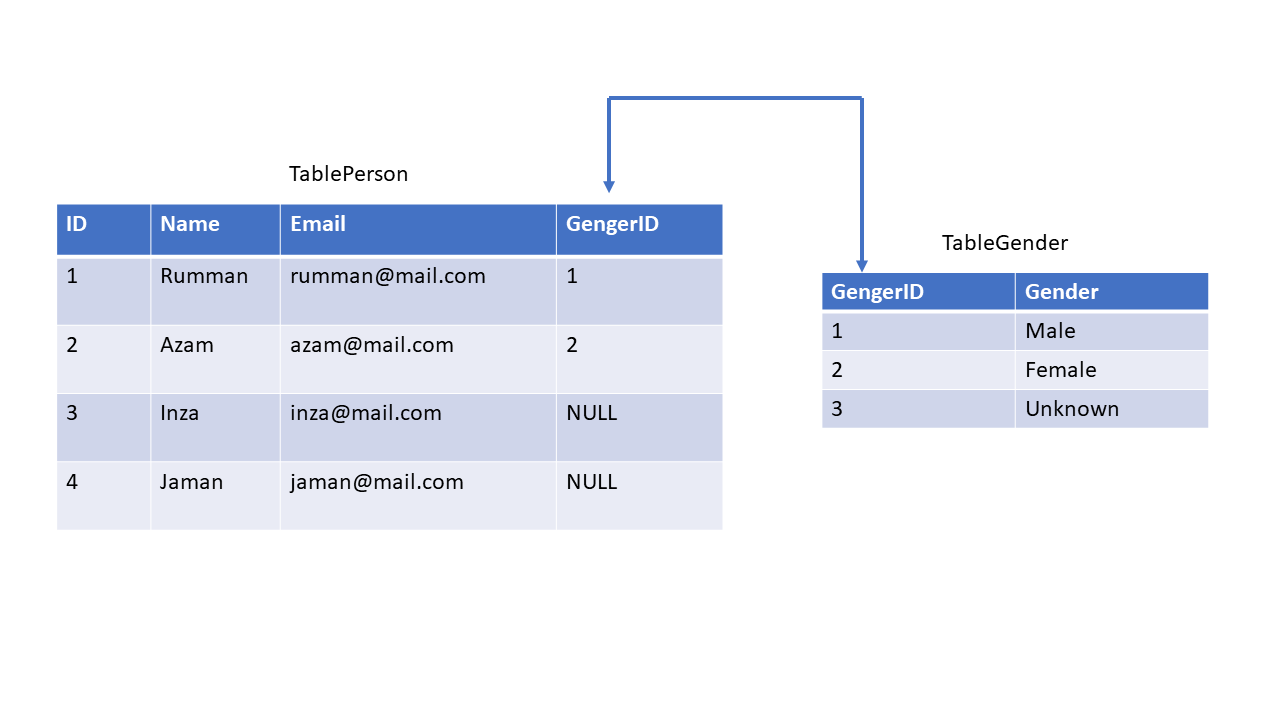 TablePerson
ID Name Email GengerID
1 Rumman rumman@mail.com 1
2 Azam azam@mail.com 2
3 Inza inza@mail.com NULL
4 Jaman jaman@mail.com NULL
TableGender
GengerID Gender
1 Male
2 Female
3 Unknown